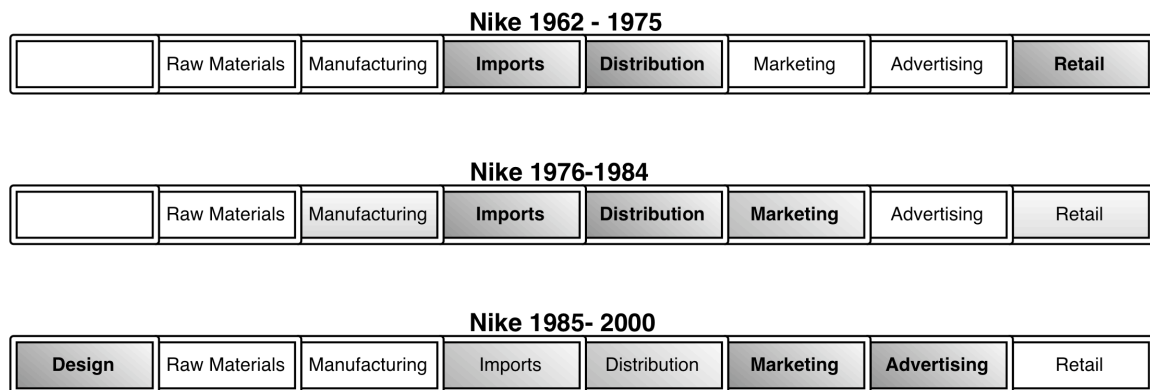 Nike 1962 - 1975
Raw Materials Manufacturing Imports Distribution Marketing Advertising Retail
Nike 1976-1984
Raw Materials Manufacturing Imports Distribution Marketing Advertising Retail
Nike 1985- 2000
Design Raw Materials Manufacturing Imports Distribution Marketing Advertising Retail